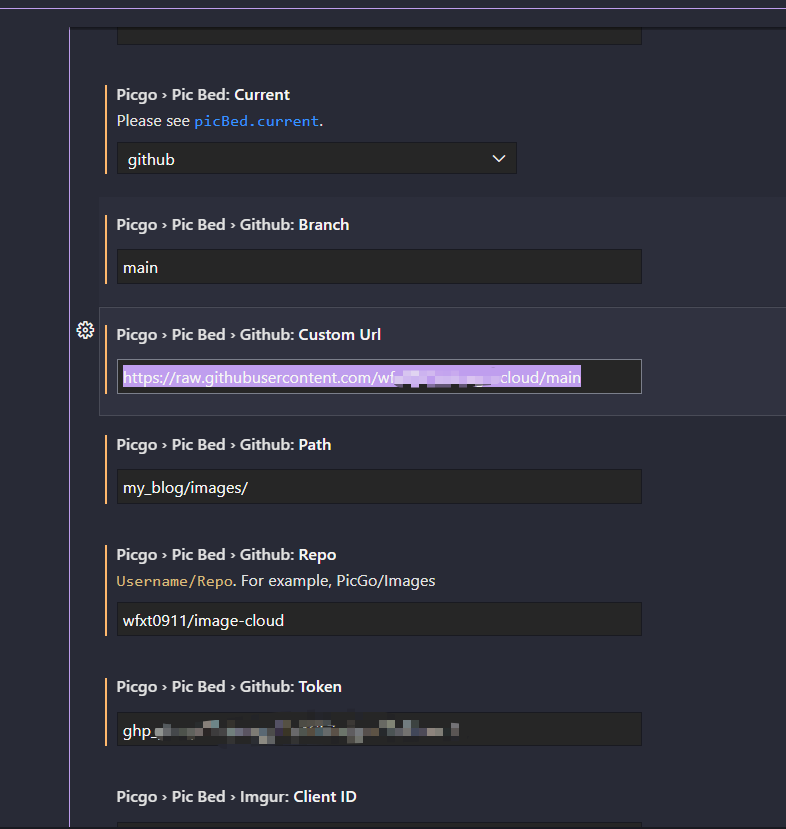 Picgo › Pic Bed: Current
Please see picBed.current.
github
Picgo › Pic Bed › Github: Branch
main
Picgo › Pic Bed › Github: Custom Url
https://raw.githubusercontent.com/wf cloud/main
Picgo › Pic Bed › Github: Path
my_blog/images/
Picgo › Pic Bed › Github: Repo
Username/Repo. For example, PicGo/Images
wfxt0911/image-cloud
Picgo › Pic Bed › Github: Token
ghp_
Picgo › Pic Bed › Imgur: Client ID